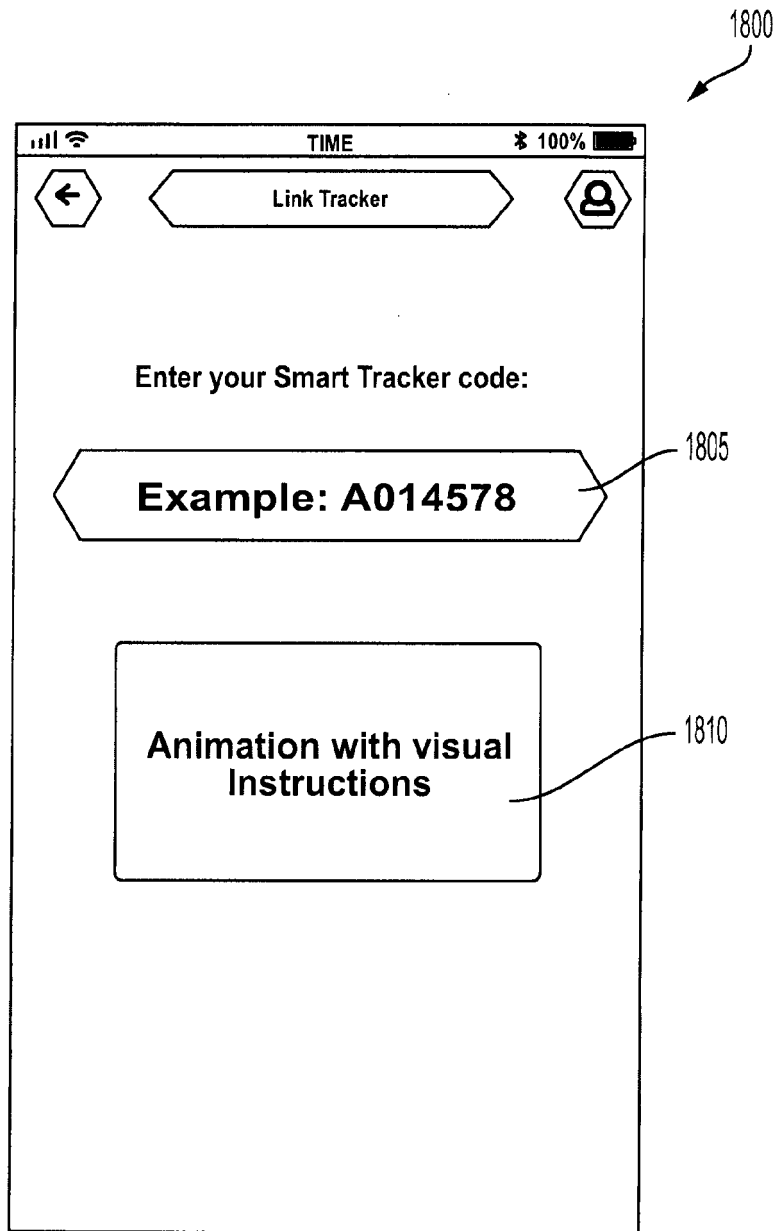 1800
TIME
100%
Link Tracker
Enter your Smart Tracker code:
Example: A014578
1805
Animation with visual
Instructions
1810